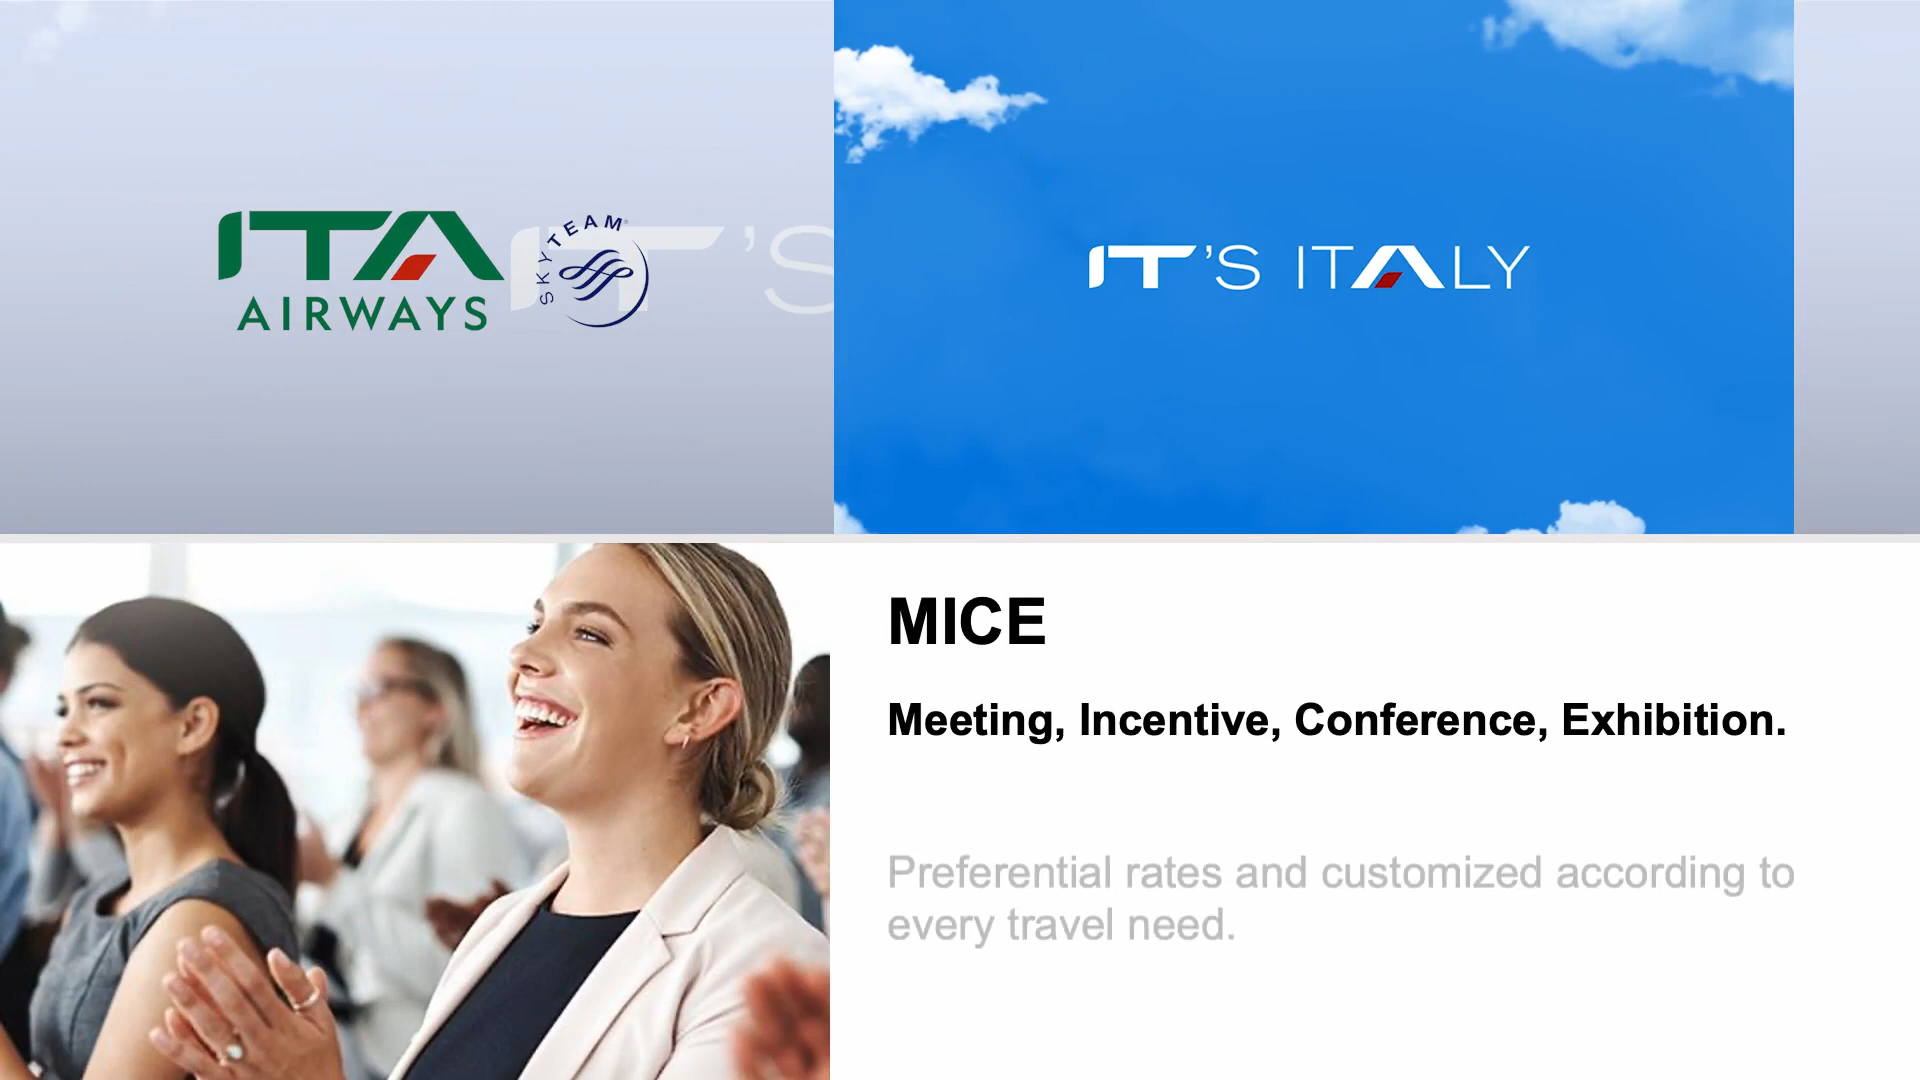 ITA
AIRWAYS
SKYTEAM
IT'S
IT'S ITALY
MICE
Meeting, Incentive, Conference, Exhibition.
Preferential rates and customized according to
every travel need.